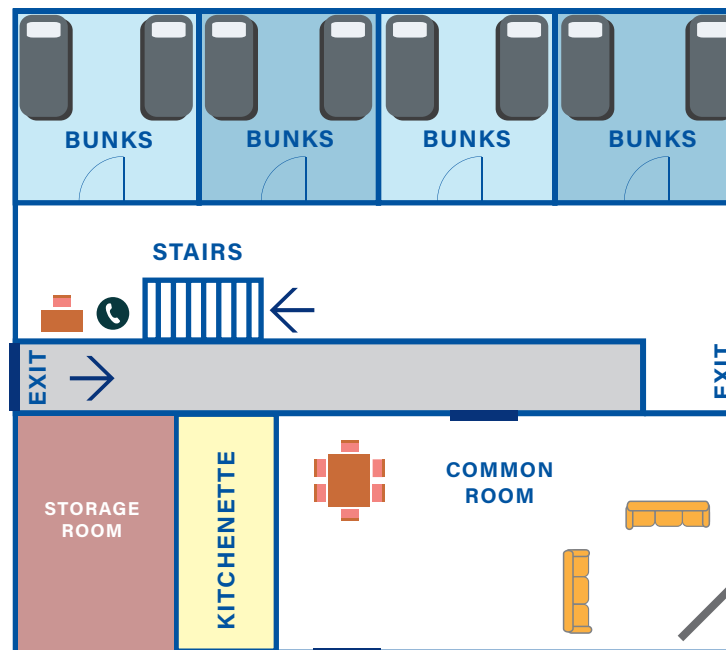 BUNKS
BUNKS
BUNKS
BUNKS
STAIRS
EXIT
EXIT
COMMON
ROOM
STORAGE
ROOM
KITCHENETTE